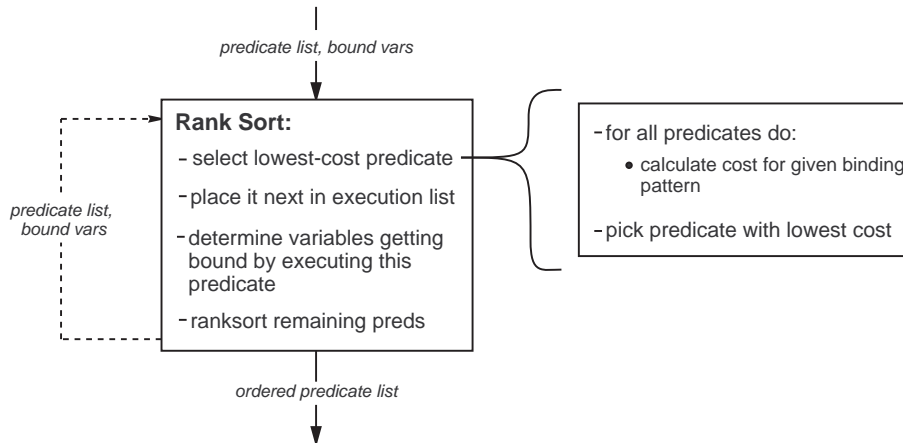 predicate list, bound vars
Rank Sort:
- select lowest-cost predicate
- place it next in execution list
- determine variables getting
bound by executing this
predicate
- ranksort remaining preds
predicate list,
bound vars
- for all predicates do:
• calculate cost for given binding
pattern
- pick predicate with lowest cost
ordered predicate list